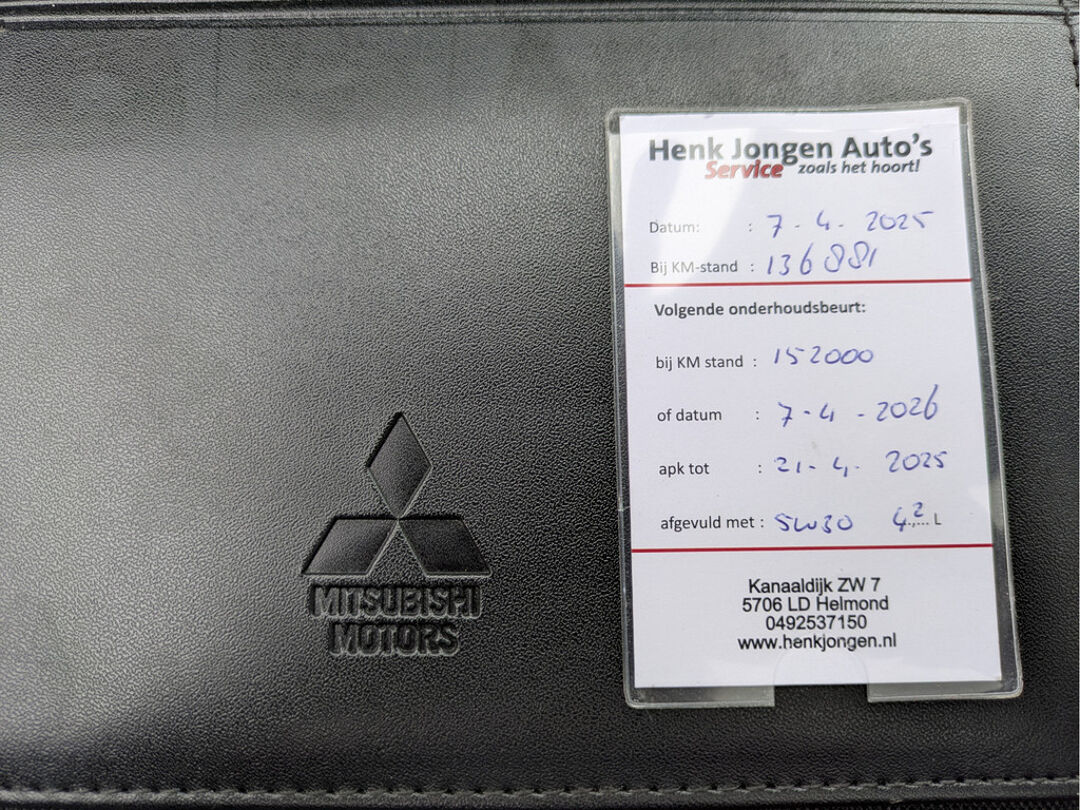 MITSUBISHI
MOTORS
Henk Jongen Auto's
Service zoals het hoort!
Datum: : 7-4-2025
Bij KM-stand : 136881
Volgende onderhoudsbeurt:
bij KM stand : 152000
of datum : 7-4-2026
apk tot : 21-4-2025
afgevuld met : 5W30 4,2 L
Kanaaldijk ZW 7
5706 LD Helmond
0492537150
www.henkjongen.nl